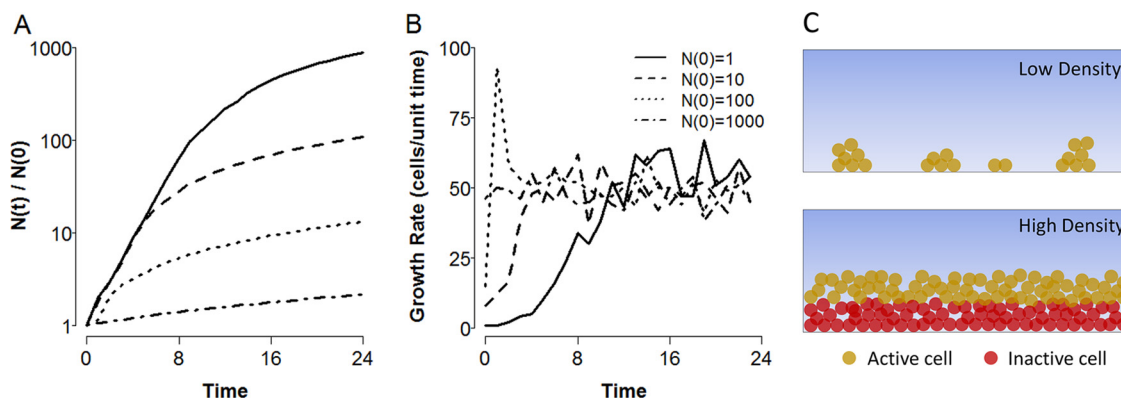 A
1000
100
10
1
N(t) / N(0)
0
8
16
24
Time
B
100
75
50
25
0
Growth Rate (cells/unit time)
N(0)=1
N(0)=10
N(0)=100
N(0)=1000
0
8
16
24
Time
C
Low Density
High Density
Active cell
Inactive cell